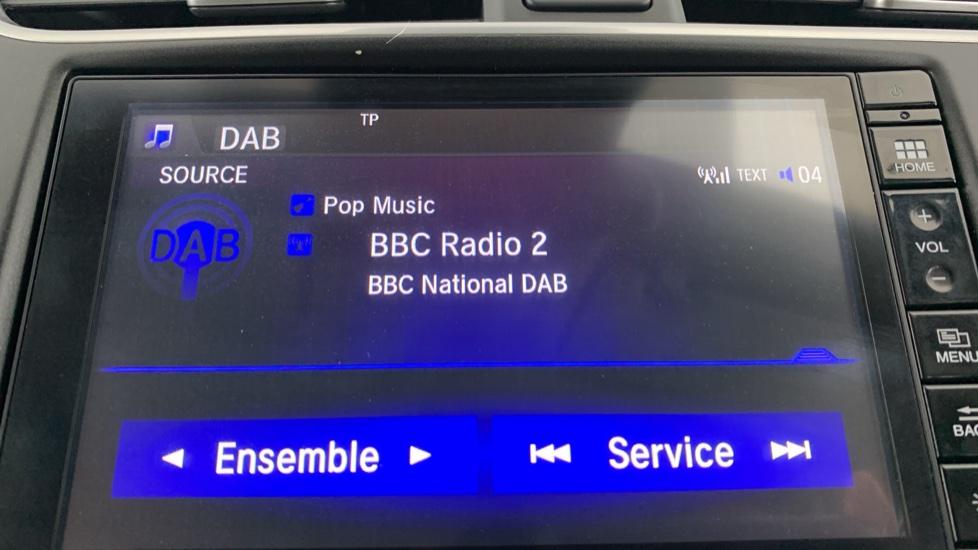 TP
DAB
SOURCE
TEXT 04
DAB
Pop Music
BBC Radio 2
BBC National DAB
Ensemble
Service
HOME
VOL
MENU